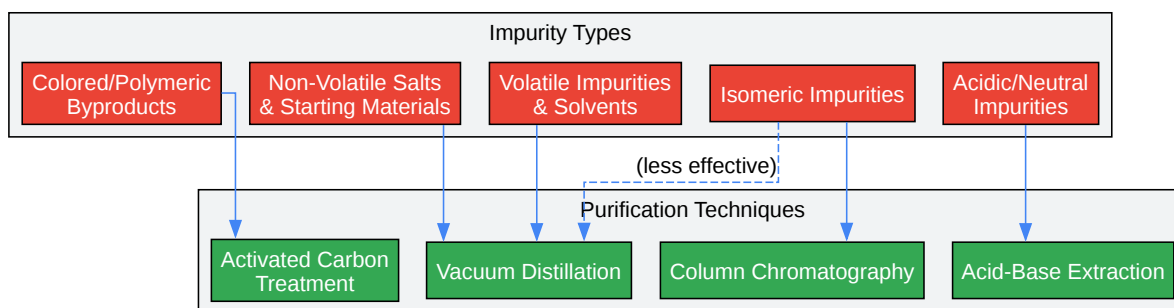 Impurity Types
Colored/Polymeric
Byproducts
Non-Volatile Salts
& Starting Materials
Volatile Impurities
& Solvents
Isomeric Impurities
Acidic/Neutral
Impurities
(less effective)
Purification Techniques
Activated Carbon
Treatment
Vacuum Distillation
Column Chromatography
Acid-Base Extraction